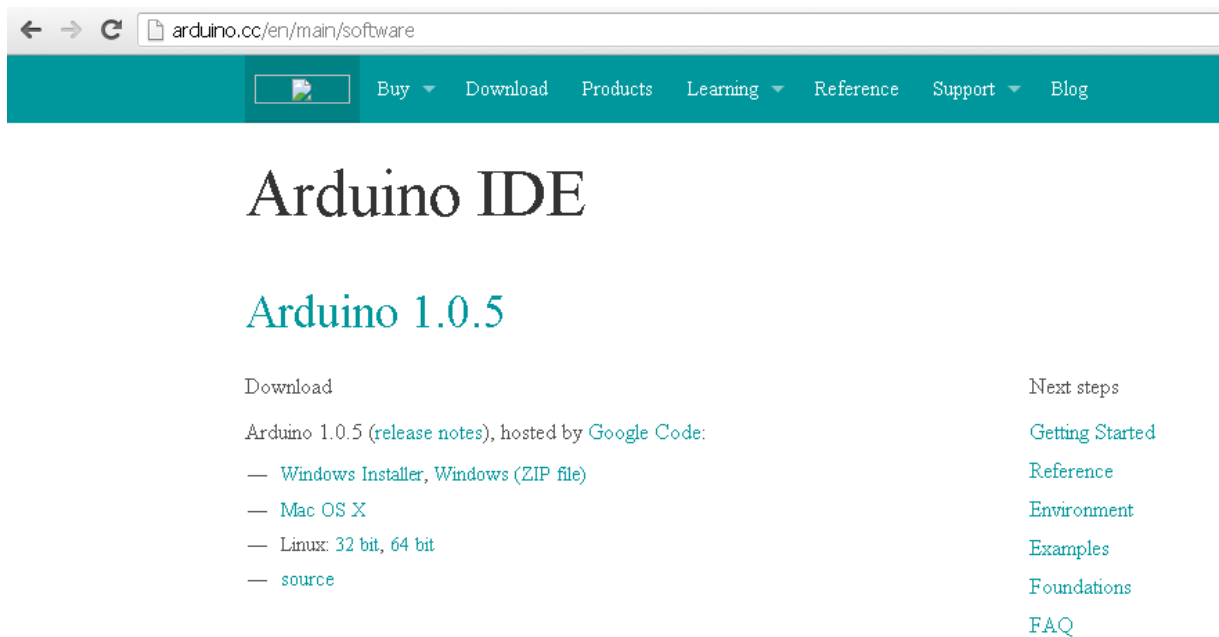 arduino.cc/en/main/software
Buy Download Products Learning Reference Support Blog
Arduino IDE
Arduino 1.0.5
Download
Arduino 1.0.5 (release notes), hosted by Google Code:
— Windows Installer, Windows (ZIP file)
— Mac OS X
— Linux: 32 bit, 64 bit
— source
Next steps
Getting Started
Reference
Environment
Examples
Foundations
FAQ